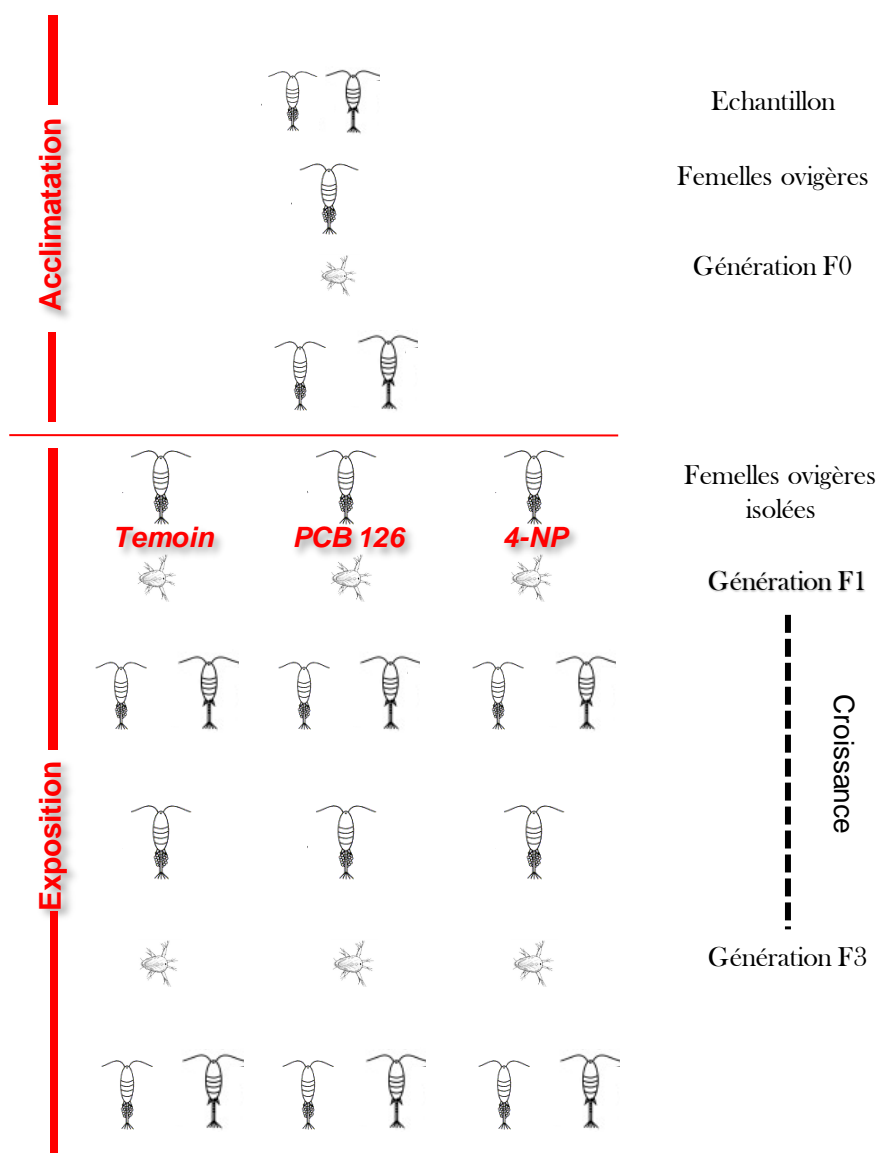 Acclimatation
Echantillon
Femelles ovigères
Génération F0
Exposition
Femelles ovigères
isolées
Temoin
PCB 126
4-NP
Génération F1
Croissance
Génération F3